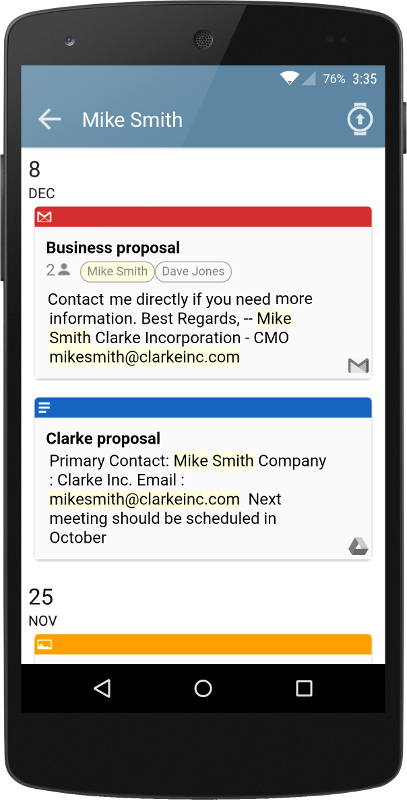 76% 3:35
Mike Smith
8
DEC
Business proposal
2 Mike Smith Dave Jones
Contact me directly if you need more
information. Best Regards, -- Mike
Smith Clarke Incorporation - CMO
mikesmith@clarkeinc.com
Clarke proposal
Primary Contact: Mike Smith Company
: Clarke Inc. Email :
mikesmith@clarkeinc.com Next
meeting should be scheduled in
October
25
NOV